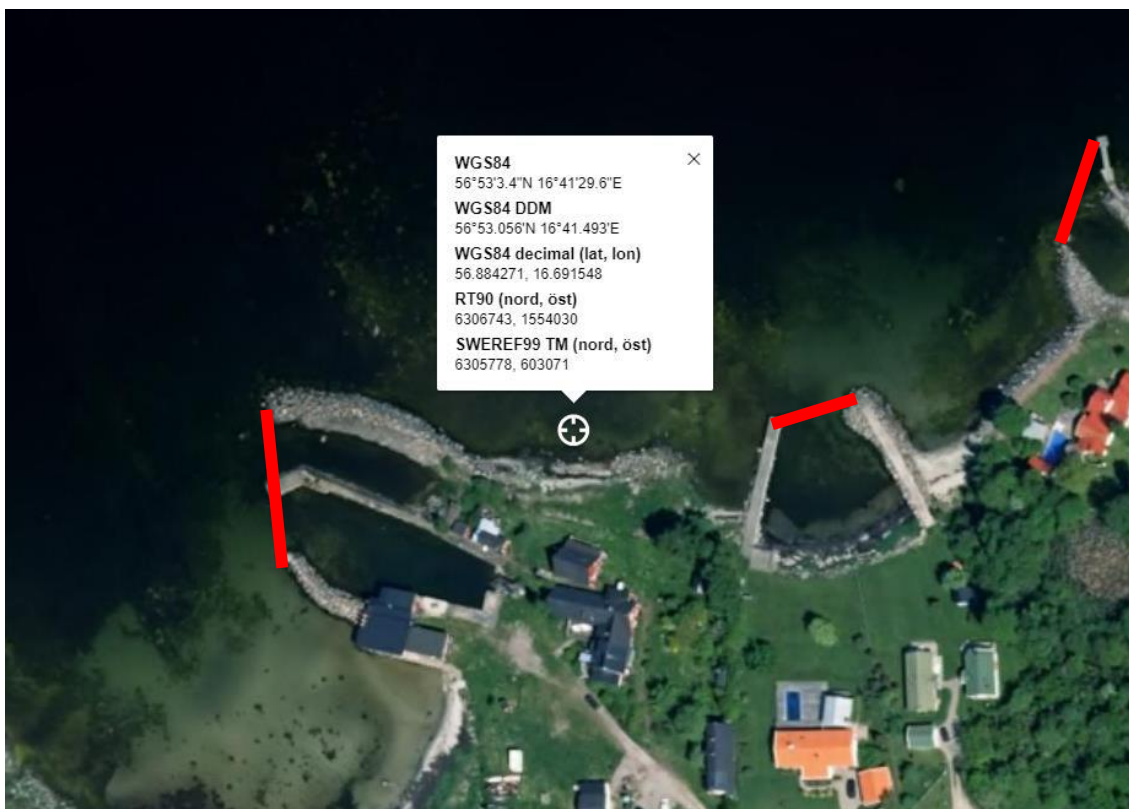 WGS84
56°53'3.4"N 16°41'29.6"E
WGS84 DDM
56°53.056'N 16°41.493'E
WGS84 decimal (lat, lon)
56.884271, 16.691548
RT90 (nord, öst)
6306743, 1554030
SWEREF99 TM (nord, öst)
6305778, 603071